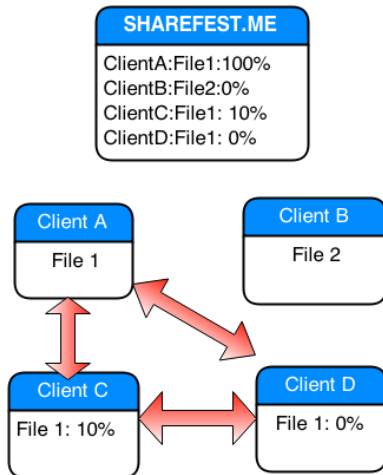 SHAREFEST.ME
ClientA:File1:100%
ClientB:File2:0%
ClientC:File1: 10%
ClientD:File1: 0%
Client A
File 1
Client B
File 2
Client C
File 1: 10%
Client D
File 1: 0%